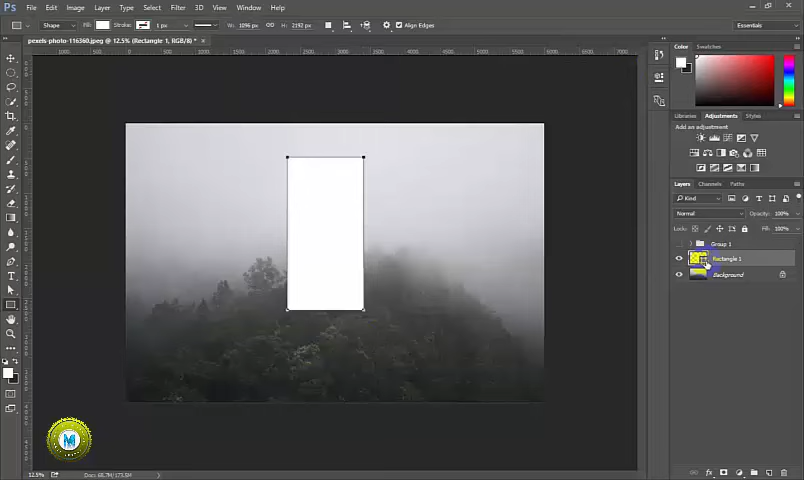 Ps File Edit Image Layer Type Select Filter 3D View Window Help
Shape Fill: Stroke: 1 px W: 1096 px H: 2192 px Align Edges Essentials
pexels-photo-116360.jpeg @ 12.5% (Rectangle 1, RGB/8) * ×
Color Swatches
Libraries Adjustments Styles
Add an adjustment
Layers Channels Paths
Kind
Normal Opacity: 100%
Locks: Fill: 100%
Group 1
Rectangle 1
Background
M
12.5% Doc: 68.7M/173.5M